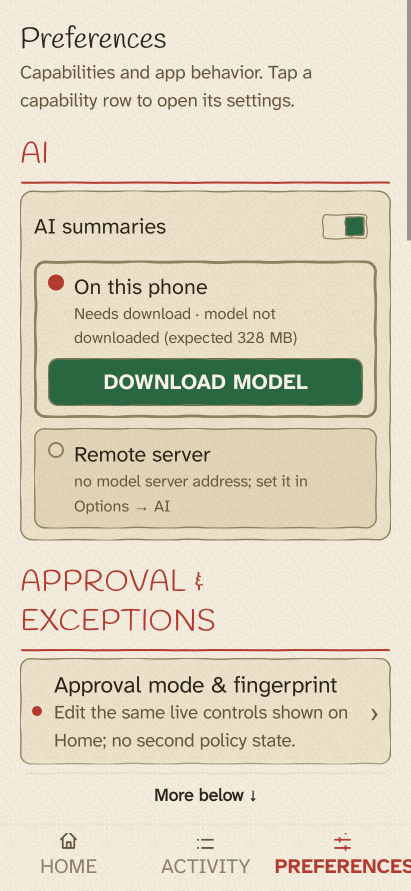 Preferences
Capabilities and app behavior. Tap a
capability row to open its settings.
AI
AI summaries
On this phone
Needs download · model not
downloaded (expected 328 MB)
DOWNLOAD MODEL
Remote server
no model server address; set it in
Options → AI
APPROVAL &
EXCEPTIONS
Approval mode & fingerprint
Edit the same live controls shown on
Home; no second policy state.
More below ↓
HOME
ACTIVITY
PREFERENCES